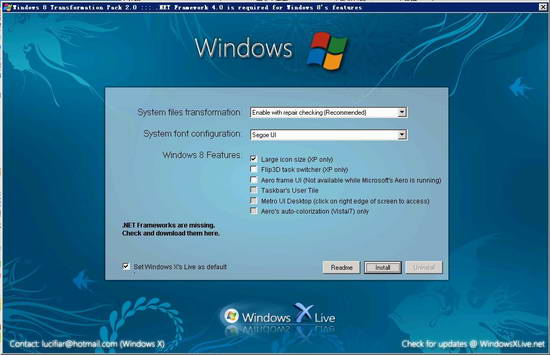 Windows 8 Transformation Pack 2.0 ::: .NET Framework 4.0 is required for Windows 8's features
Windows
System files transformation:
Enable with repair checking (Recommended)
System font configuration:
Segoe UI
Windows 8 Features:
Large icon size (XP only)
Flip3D task switcher (XP only)
Aero frame UI (Not available while Microsoft's Aero is running)
Taskbar's User Tile
Metro UI Desktop (click on right edge of screen to access)
Aero's auto-colorization (Vista/7) only
.NET Frameworks are missing.
Check and download them here.
Set Windows X's Live as default
Readme
Install
Uninstall
Windows X Live
Contact: lucifiar@hotmail.com (Windows X)
Check for updates @ WindowsXLive.net